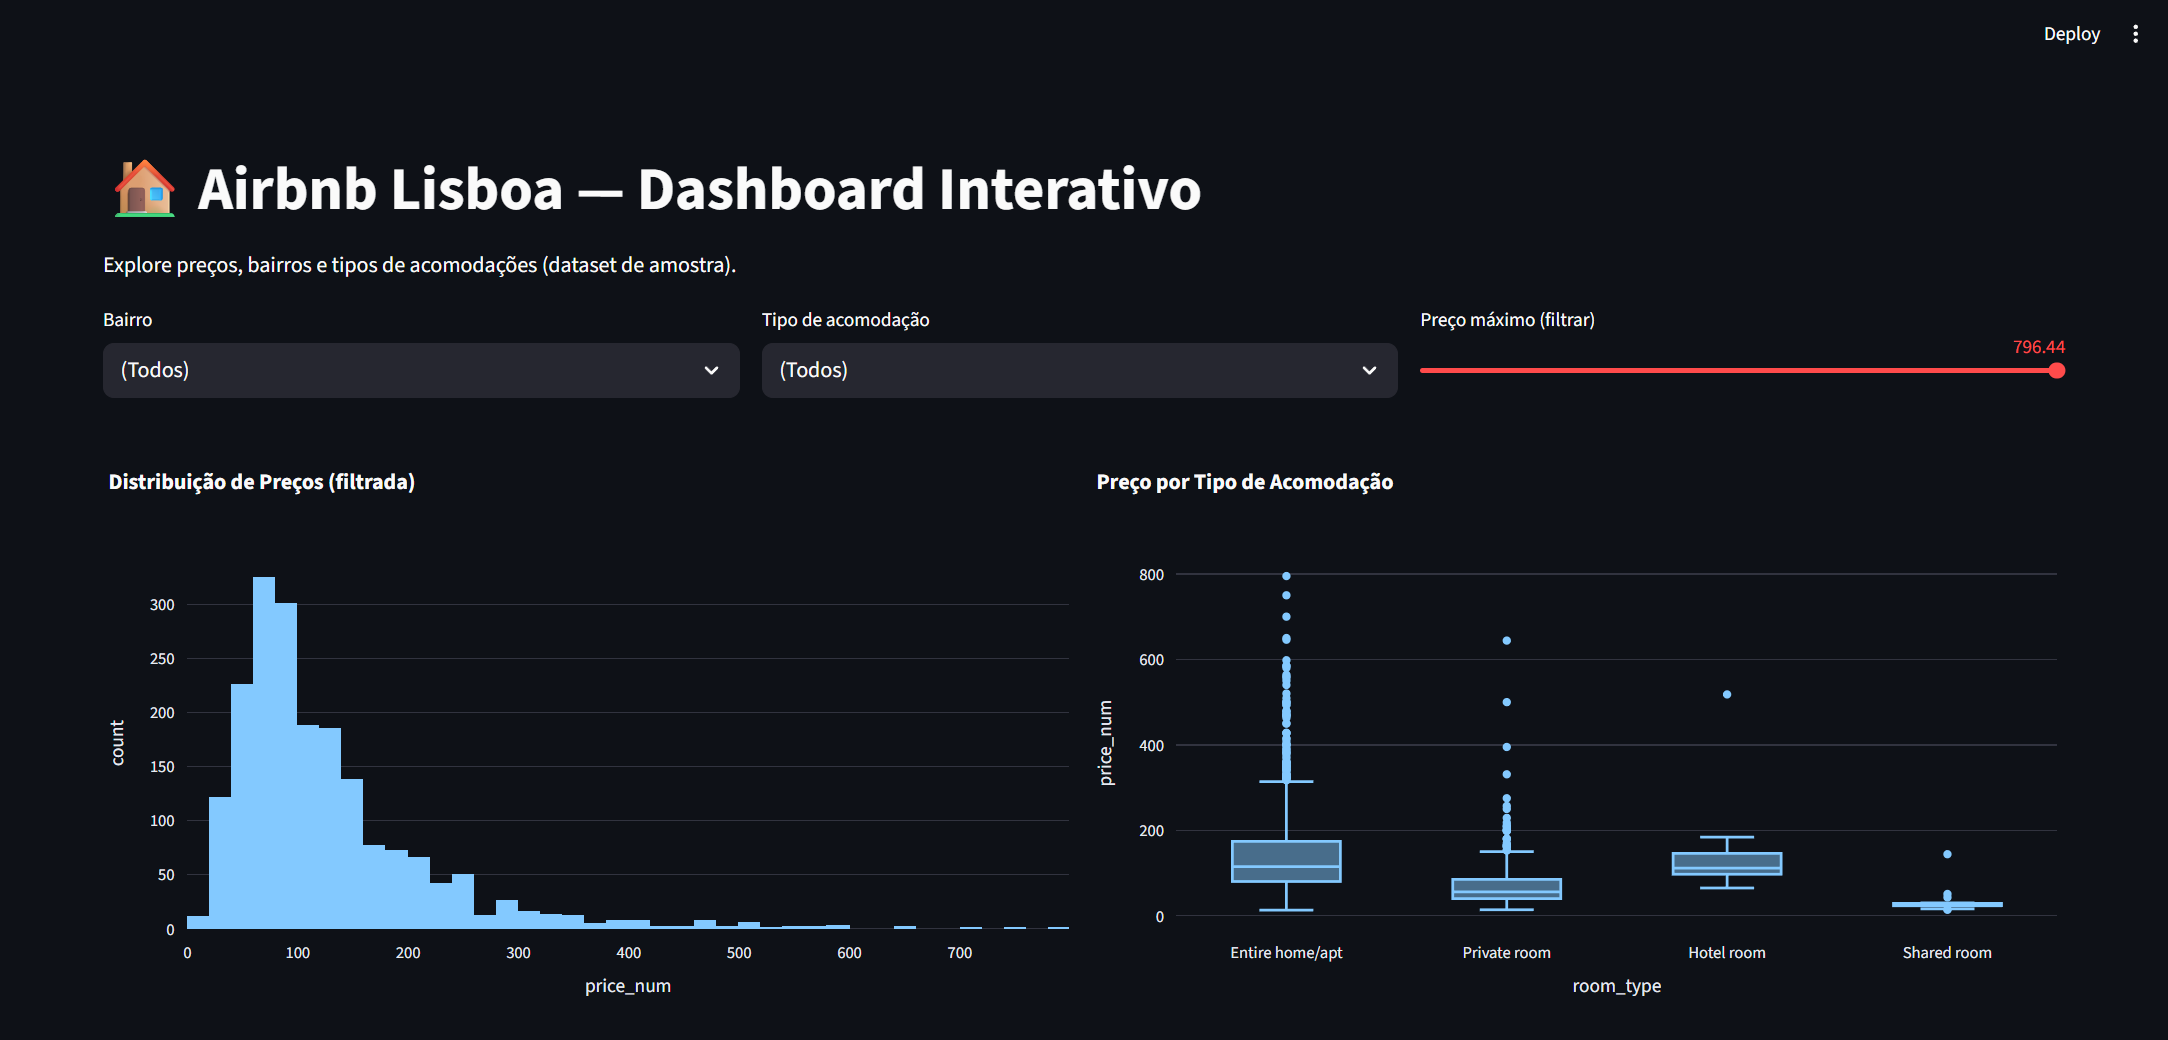 Deploy
Airbnb Lisboa — Dashboard Interativo
Explore preços, bairros e tipos de acomodações (dataset de amostra).
Bairro
(Todos)
Tipo de acomodação
(Todos)
Preço máximo (filtrar)
796.44
Distribuição de Preços (filtrada)
300
250
200
150
100
50
0
count
0 100 200 300 400 500 600 700
price_num
Preço por Tipo de Acomodação
800
600
400
200
0
price_num
Entire home/apt Private room Hotel room Shared room
room_type